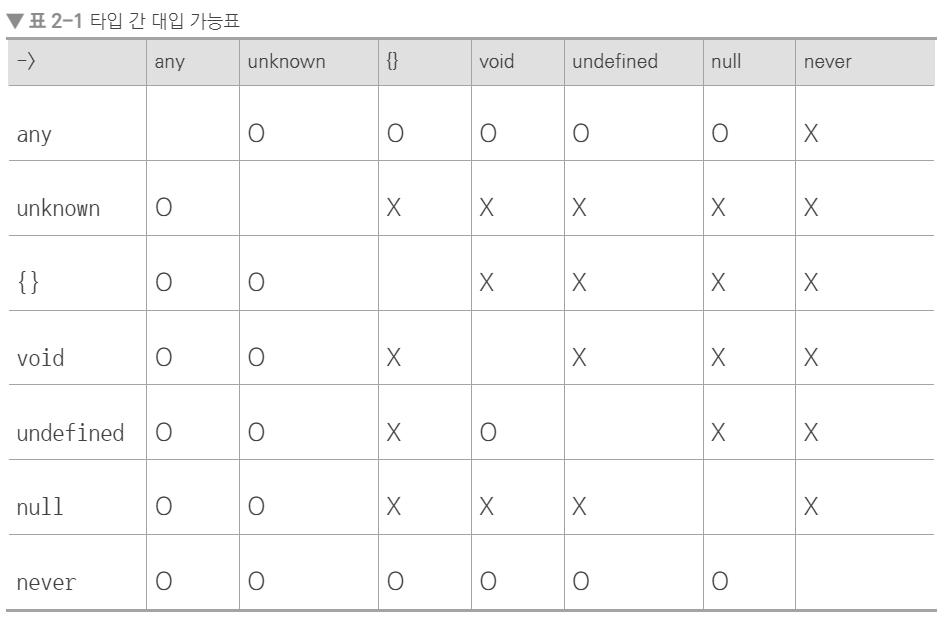 ▼ 표 2-1 타입 간 대입 가능표
-> any unknown {} void undefined null never
any O O O O O X
unknown O X X X X X
{} O O X X X X
void O O X X X X
undefined O O X O X X
null O O X X X X
never O O O O O O